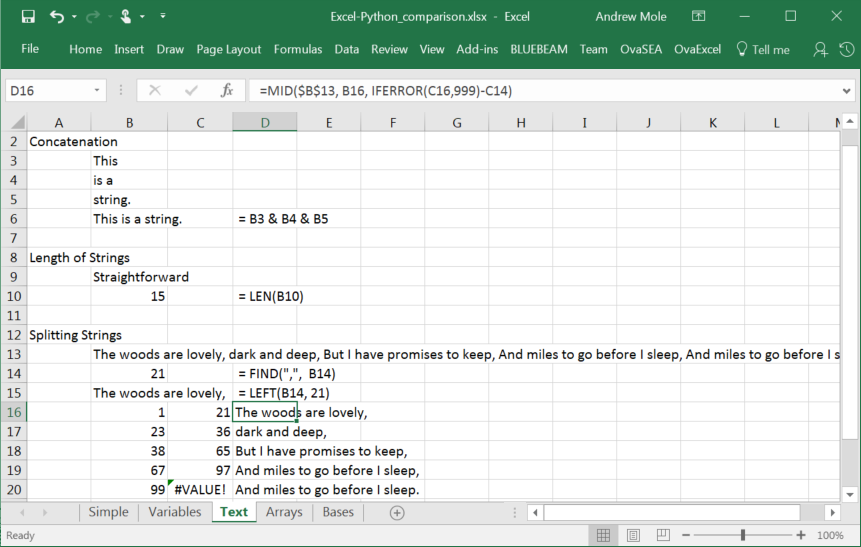 Excel-Python_comparison.xlsx - Excel
Andrew Mole
File Home Insert Draw Page Layout Formulas Data Review View Add-ins BLUEBEAM Team OvaSEA OvaExcel Tell me
D16 fx =MID($B$13, B16, IFERROR(C16,999)-C14)
A B C D E F G H I J K L
2 Concatenation
3 This
4 is a
5 string.
6 This is a string. = B3 & B4 & B5
7
8 Length of Strings
9 Straightforward
10 15 = LEN(B10)
11
12 Splitting Strings
13 The woods are lovely, dark and deep, But I have promises to keep, And miles to go before I sleep, And miles to go before I s
14 21 = FIND(",", B14)
15 The woods are lovely, = LEFT(B14, 21)
16 1 21 The woods are lovely,
17 23 36 dark and deep,
18 38 65 But I have promises to keep,
19 67 97 And miles to go before I sleep,
20 99 #VALUE! And miles to go before I sleep.
Simple Variables Text Arrays Bases
Ready 100%